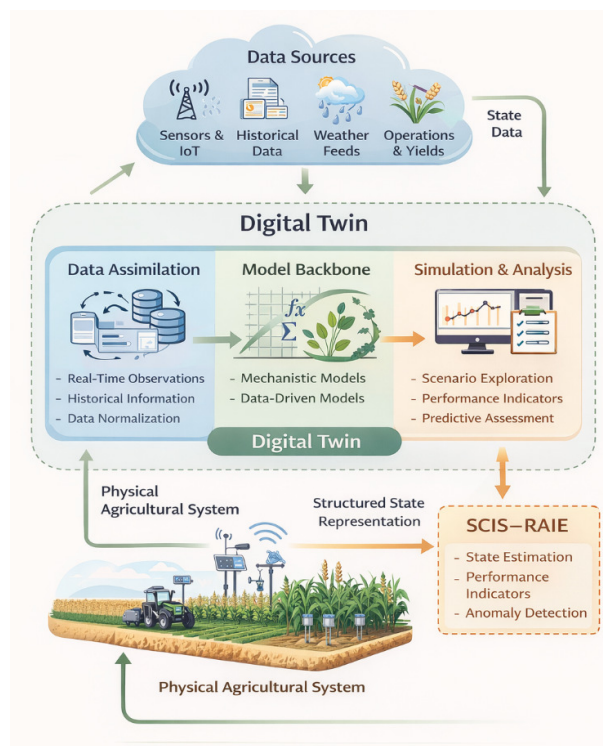 Data Sources
Sensors &
IoT
Historical
Data
Weather
Feeds
Operations
& Yields
State
Data
Digital Twin
Data Assimilation
- Real-Time Observations
- Historical Information
- Data Normalization
Model Backbone
fx
Σ
- Mechanistic Models
- Data-Driven Models
Simulation & Analysis
- Scenario Exploration
- Performance Indicators
- Predictive Assessment
Digital Twin
Physical
Agricultural System
Structured State
Representation
SCIS–RAIE
- State Estimation
- Performance
Indicators
- Anomaly Detection
Physical Agricultural System